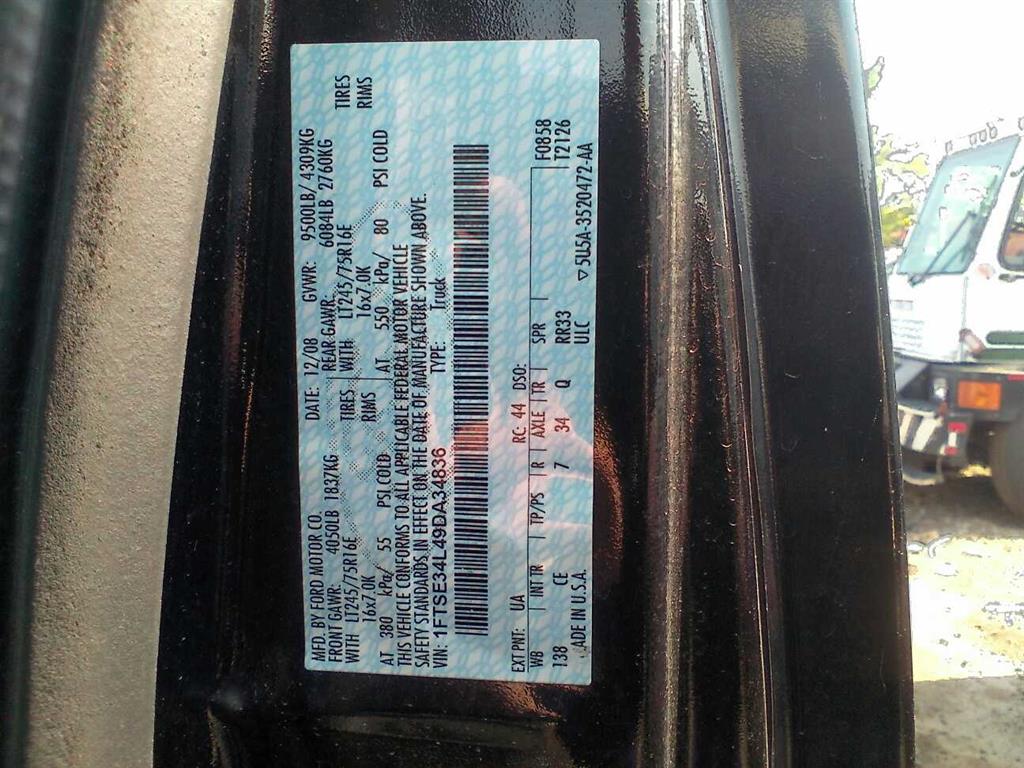 MFD. BY FORD MOTOR CO. DATE: 12/08 GVWR: 9500LB/ 4309KG
FRONT GAWR: 4050LB 1837KG REAR GAWR: 6084LB 2760KG
WITH LT245/75R16E TIRES WITH LT245/75R16E TIRES
16x7.0K RIMS 16x7.0K RIMS
AT 380 kPa/ 55 PSI COLD AT 550 kPa/ 80 PSI COLD
THIS VEHICLE CONFORMS TO ALL APPLICABLE FEDERAL MOTOR VEHICLE
SAFETY STANDARDS IN EFFECT ON THE DATE OF MANUFACTURE SHOWN ABOVE.
VIN: 1FTSE34L49DA34836 TYPE: Truck
F0858
EXT PNT: UA RC: 44 DSO: T2126
WB INT TR TP/PS R AXLE TR SPR
138 CE 7 34 Q RR33
MADE IN U.S.A. ULC ▽5U5A-3520472-AA